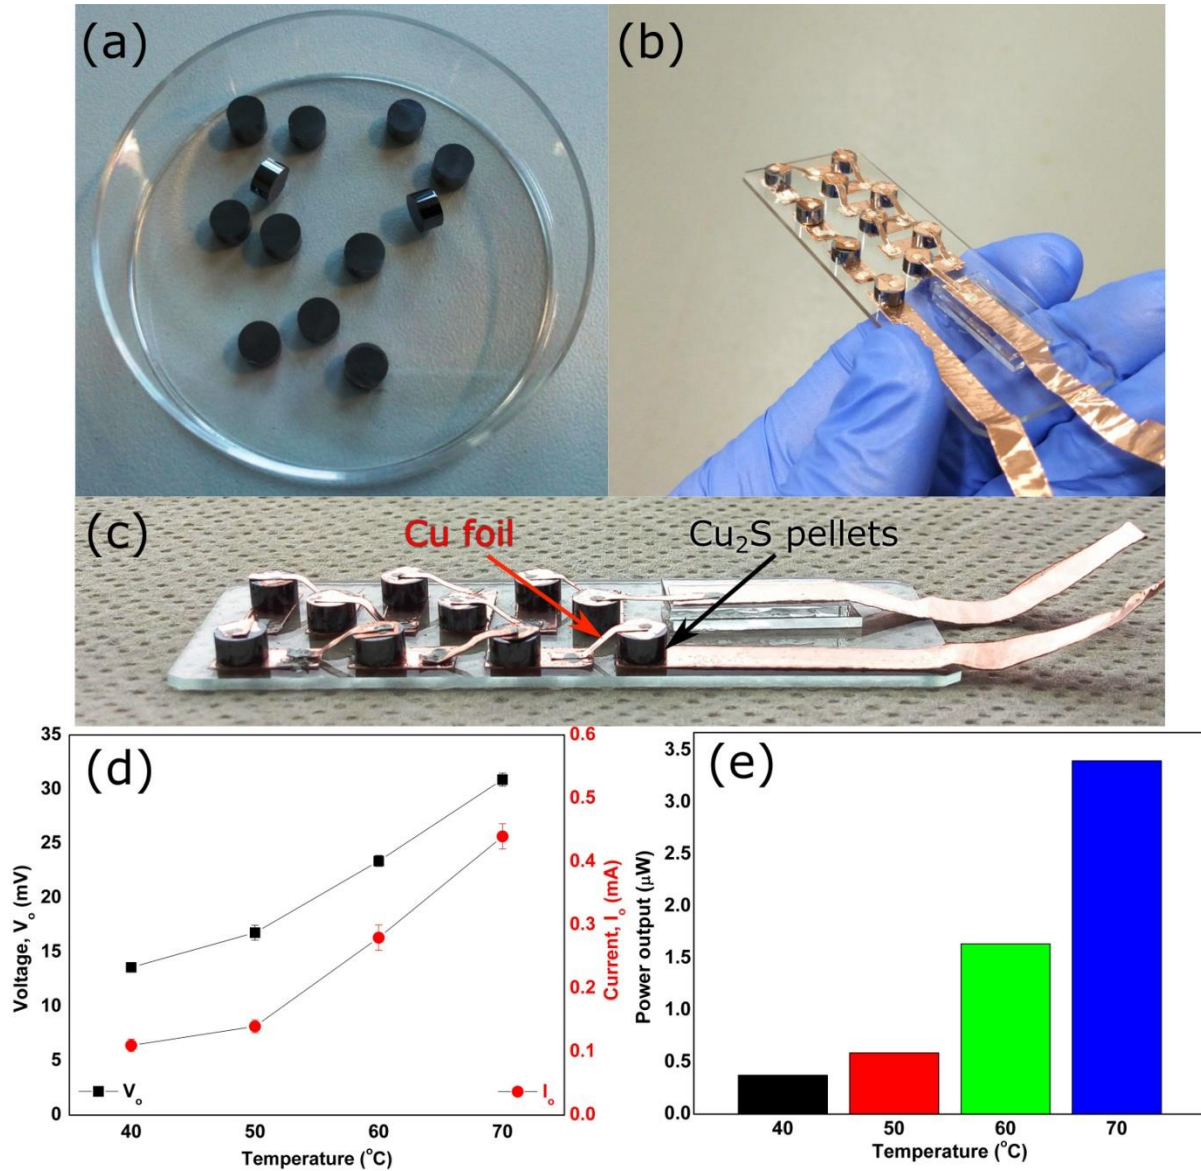 (a)
(b)
(c)
Cu foil
Cu₂S pellets
(d)
35
30
25
20
15
10
5
0
Voltage, Vₒ (mV)
0.6
0.5
0.4
0.3
0.2
0.1
0.0
Current, Iₒ (mA)
Vₒ
Iₒ
40
50
60
70
Temperature (°C)
(e)
3.5
3.0
2.5
2.0
1.5
1.0
0.5
0.0
Power output (µW)
40
50
60
70
Temperature (°C)